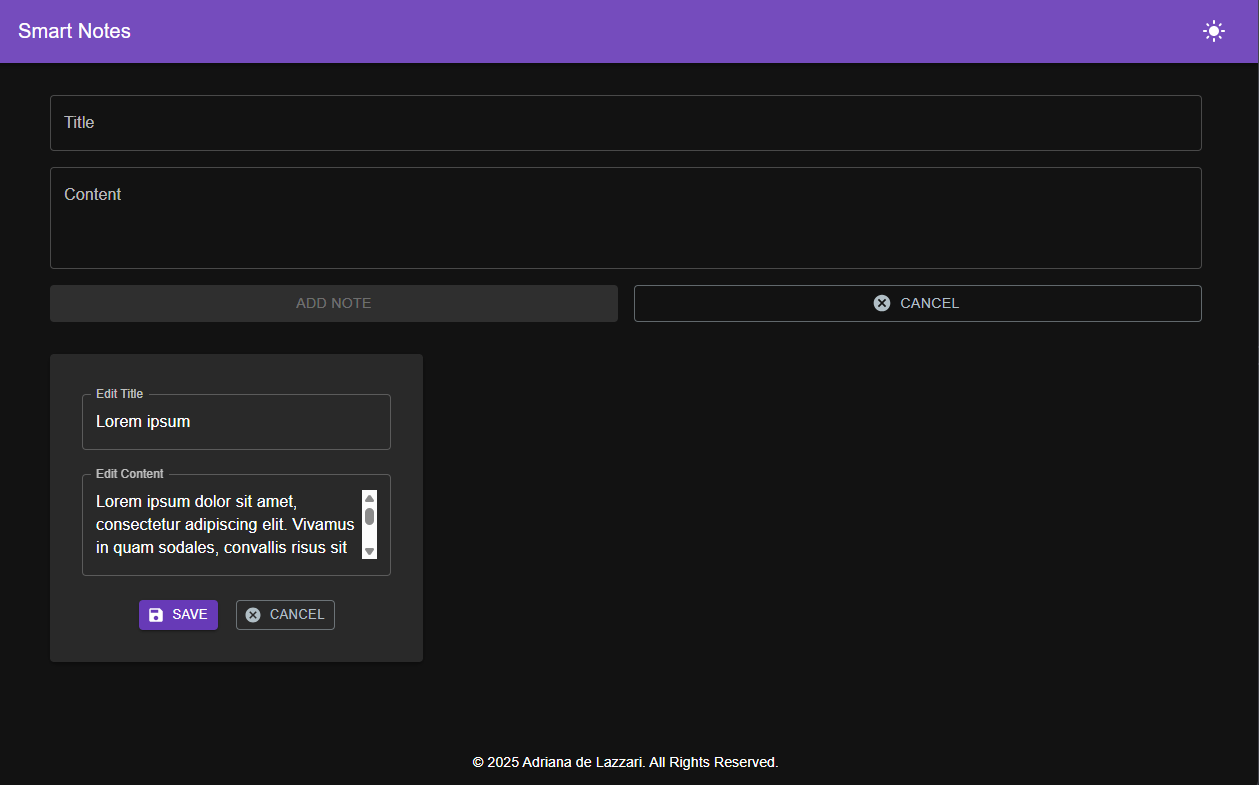 Smart Notes
Title
Content
ADD NOTE
CANCEL
Edit Title
Lorem ipsum
Edit Content
Lorem ipsum dolor sit amet,
consectetur adipiscing elit. Vivamus
in quam sodales, convallis risus sit
SAVE
CANCEL
© 2025 Adriana de Lazzari. All Rights Reserved.